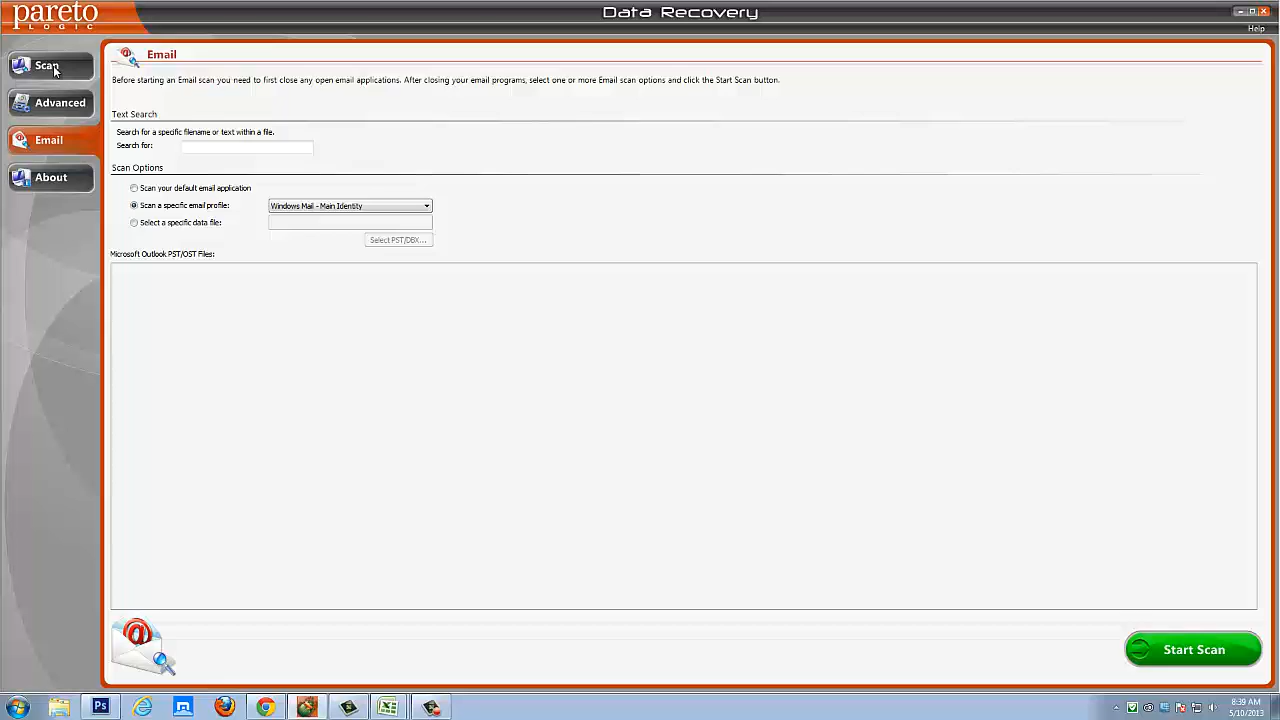 pareto
LOGIC
Data Recovery
Help
Scan
Advanced
Email
About
Email
Before starting an Email scan you need to first close any open email applications. After closing your email programs, select one or more Email scan options and click the Start Scan button.
Text Search
Search for a specific filename or text within a file.
Search for:
Scan Options
Scan your default email application
Scan a specific email profile:
Windows Mail - Main Identity
Select a specific data file:
Select PST/DBX...
Microsoft Outlook PST/OST Files:
Start Scan
Ps
8:39 AM
5/10/2013